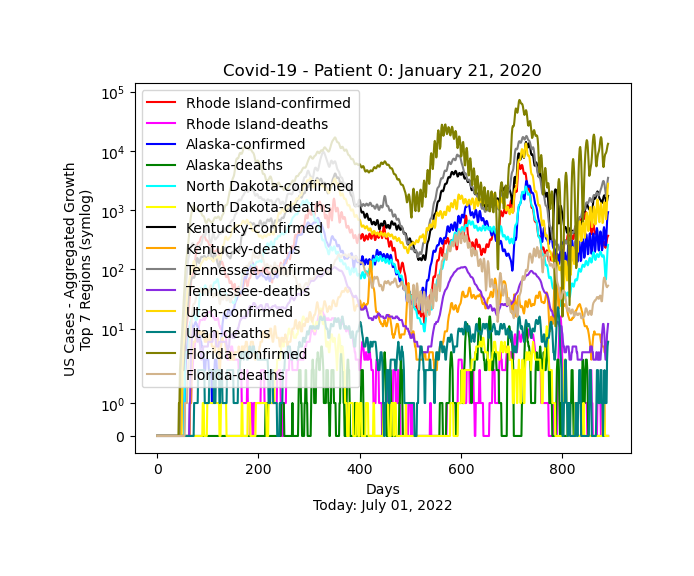 Covid-19 - Patient 0: January 21, 2020
US Cases - Aggregated Growth
Top 7 Regions (symlog)
10^5
10^4
10^3
10^2
10^1
10^0
0
Rhode Island-confirmed
Rhode Island-deaths
Alaska-confirmed
Alaska-deaths
North Dakota-confirmed
North Dakota-deaths
Kentucky-confirmed
Kentucky-deaths
Tennessee-confirmed
Tennessee-deaths
Utah-confirmed
Utah-deaths
Florida-confirmed
Florida-deaths
0 200 400 600 800
Days
Today: July 01, 2022